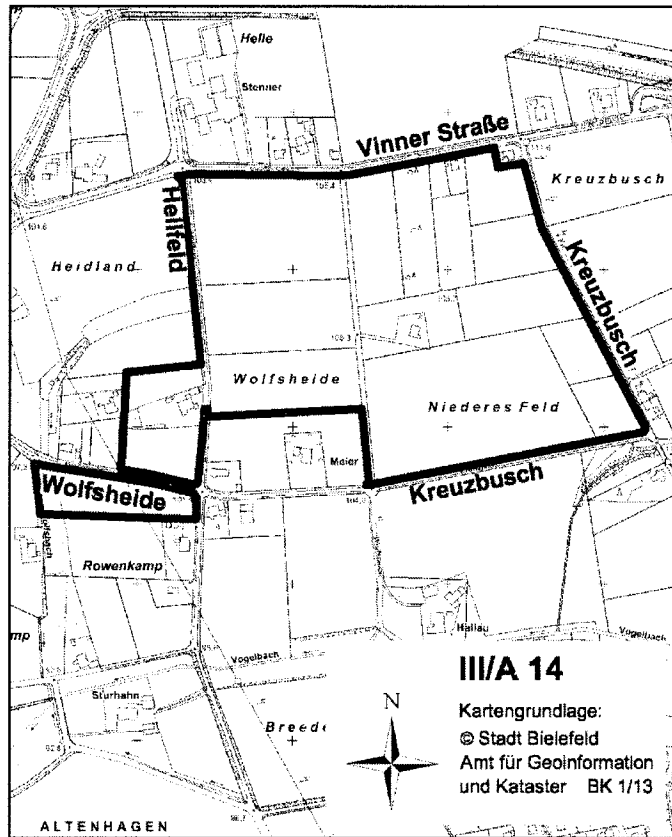 Helle
Stenner
Vinner Straße
Kreuzbusch
Hellfeld
Heidland
Kreuzbusch
Wolfsheide
Niederes Feld
Maier
Kreuzbusch
Wolfsheide
Rowenkamp
Hallau
Vogelbach
Vogelbach
Sturhahn
Breede
ALTENHAGEN
III/A 14
N
Kartengrundlage:
© Stadt Bielefeld
Amt für Geoinformation
und Kataster BK 1/13